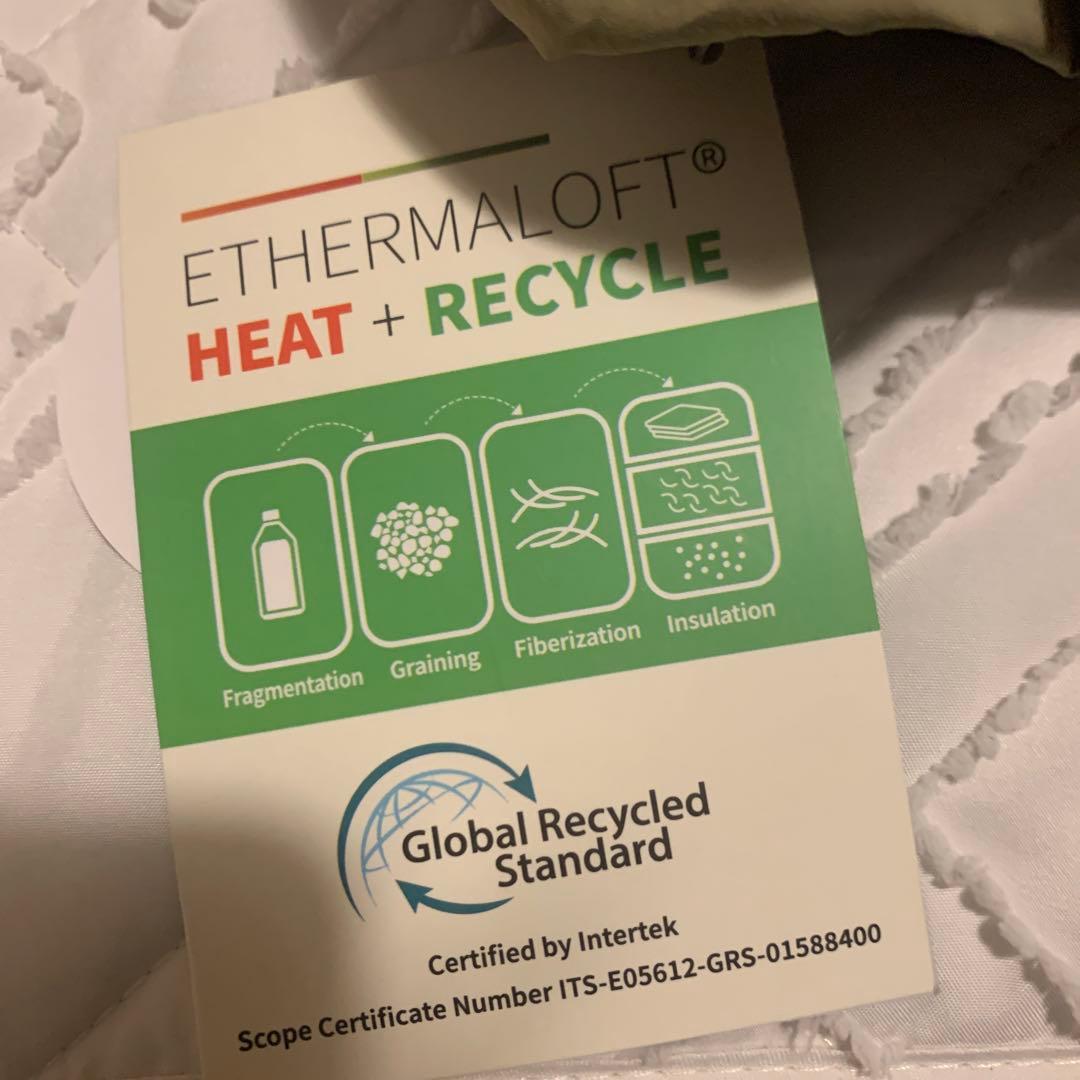 ETHERMALOFT®
HEAT + RECYCLE
Fragmentation
Graining
Fiberization
Insulation
Global Recycled
Standard
Certified by Intertek
Scope Certificate Number ITS-E05612-GRS-01588400